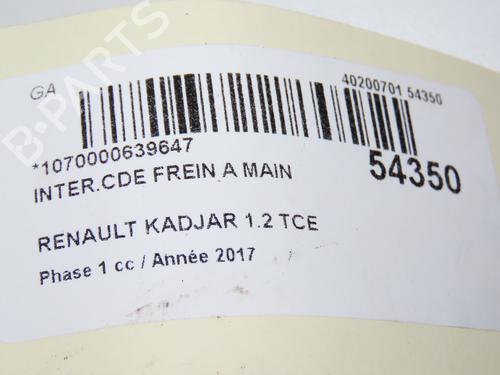 GA
40200701 54350
*1070000639647
54350
INTER.CDE FREIN A MAIN
RENAULT KADJAR 1.2 TCE
Phase 1 cc / Année 2017
B-PARTS